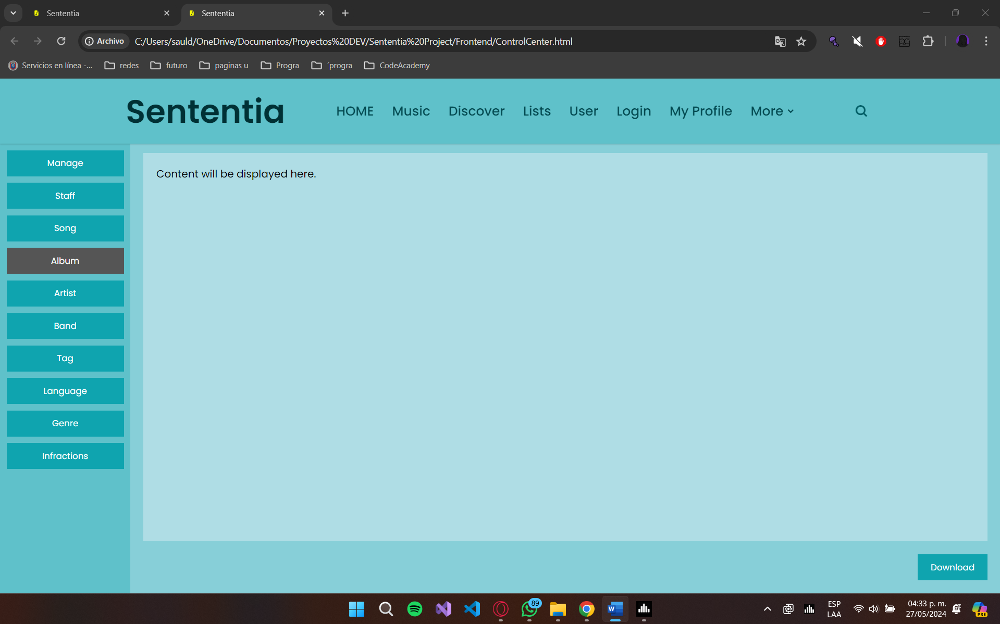 Sententia
Sententia
Archivo
C:/Users/sauld/OneDrive/Documentos/Proyectos%20DEV/Sententia%20Project/Frontend/ControlCenter.html
Servicios en línea -...
redes
futuro
paginas u
Progra
´progra
CodeAcademy
Sententia
HOME
Music
Discover
Lists
User
Login
My Profile
More
Manage
Staff
Song
Album
Artist
Band
Tag
Language
Genre
Infractions
Content will be displayed here.
Download
89
W
ESP
LAA
04:33 p. m.
27/05/2024
PRE